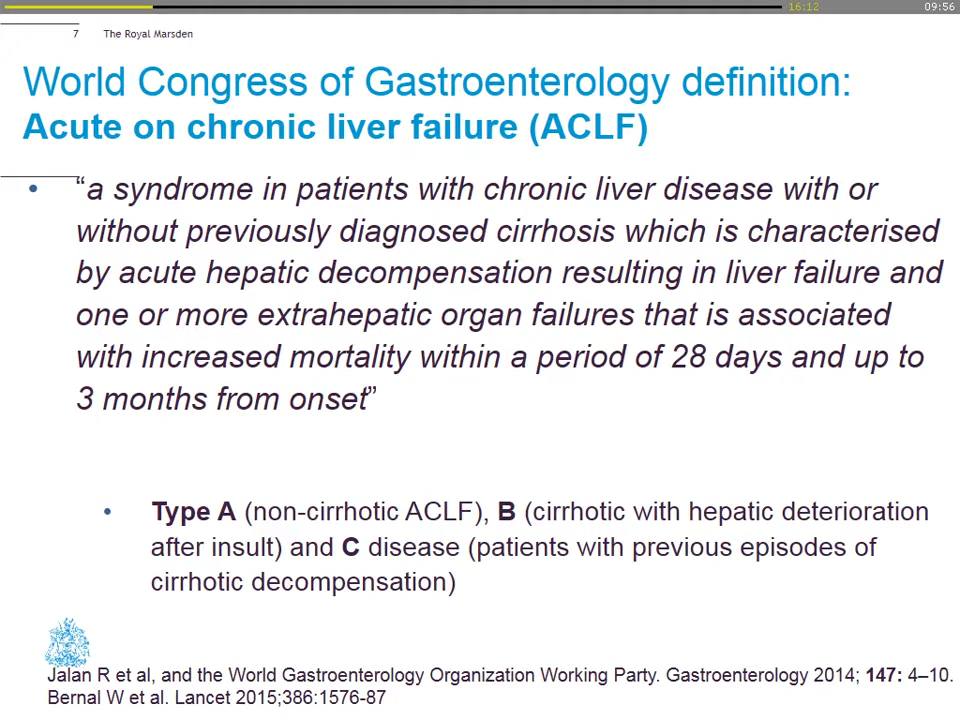 16:12 09:56
7 The Royal Marsden
World Congress of Gastroenterology definition:
Acute on chronic liver failure (ACLF)
• “a syndrome in patients with chronic liver disease with or
without previously diagnosed cirrhosis which is characterised
by acute hepatic decompensation resulting in liver failure and
one or more extrahepatic organ failures that is associated
with increased mortality within a period of 28 days and up to
3 months from onset”
• Type A (non-cirrhotic ACLF), B (cirrhotic with hepatic deterioration
after insult) and C disease (patients with previous episodes of
cirrhotic decompensation)
Jalan R et al, and the World Gastroenterology Organization Working Party. Gastroenterology 2014; 147: 4–10.
Bernal W et al. Lancet 2015;386:1576-87